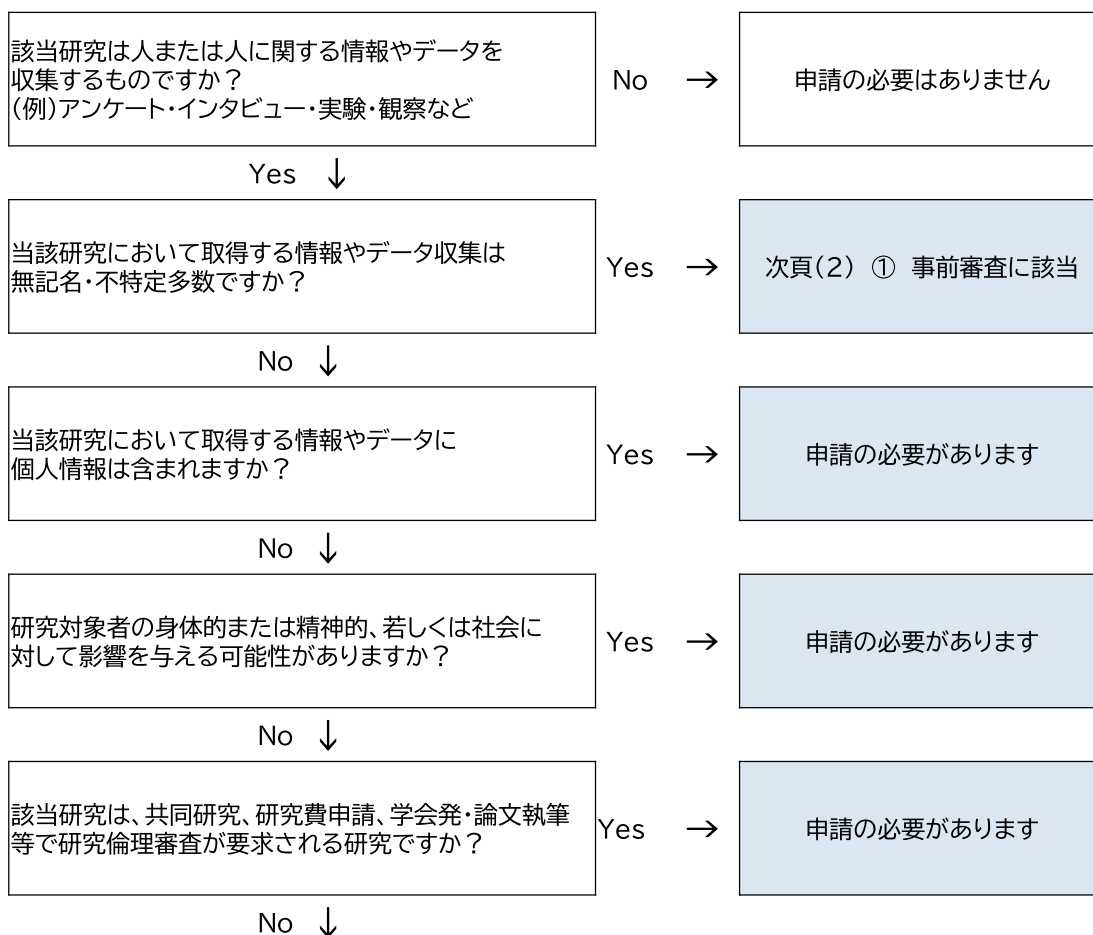 該当研究は人または人に関する情報やデータを
収集するものですか？
（例）アンケート・インタビュー・実験・観察など
No → 申請の必要はありません
Yes ↓
当該研究において取得する情報やデータ収集は
無記名・不特定多数ですか？
Yes → 次頁（2） ① 事前審査に該当
No ↓
当該研究において取得する情報やデータに
個人情報は含まれますか？
Yes → 申請の必要があります
No ↓
研究対象者の身体的または精神的、若しくは社会に
対して影響を与える可能性がありますか？
Yes → 申請の必要があります
No ↓
該当研究は、共同研究、研究費申請、学会発・論文執筆
等で研究倫理審査が要求される研究ですか？
Yes → 申請の必要があります
No ↓